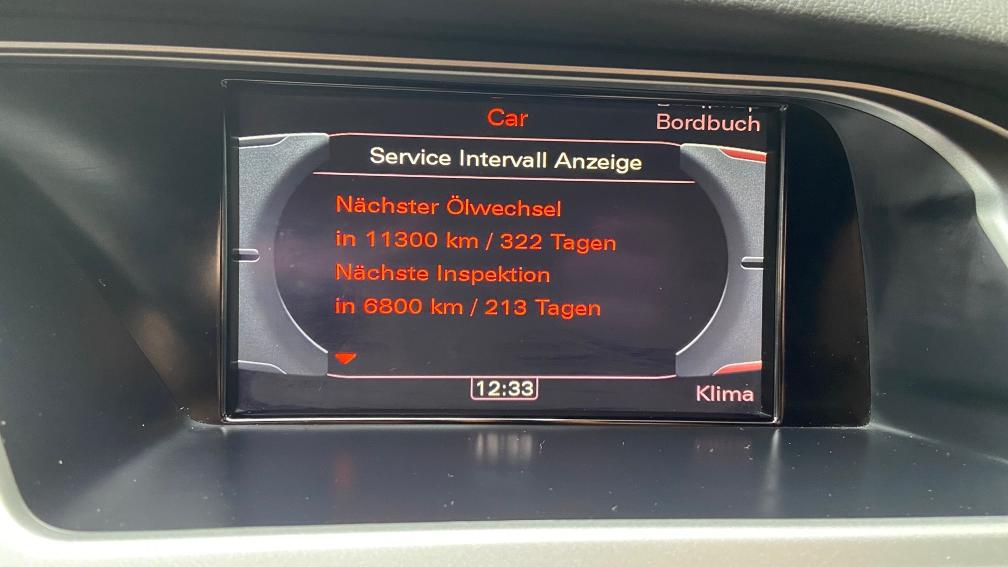 Car
Bordbuch
Service Intervall Anzeige
Nächster Ölwechsel
in 11300 km / 322 Tagen
Nächste Inspektion
in 6800 km / 213 Tagen
12:33
Klima